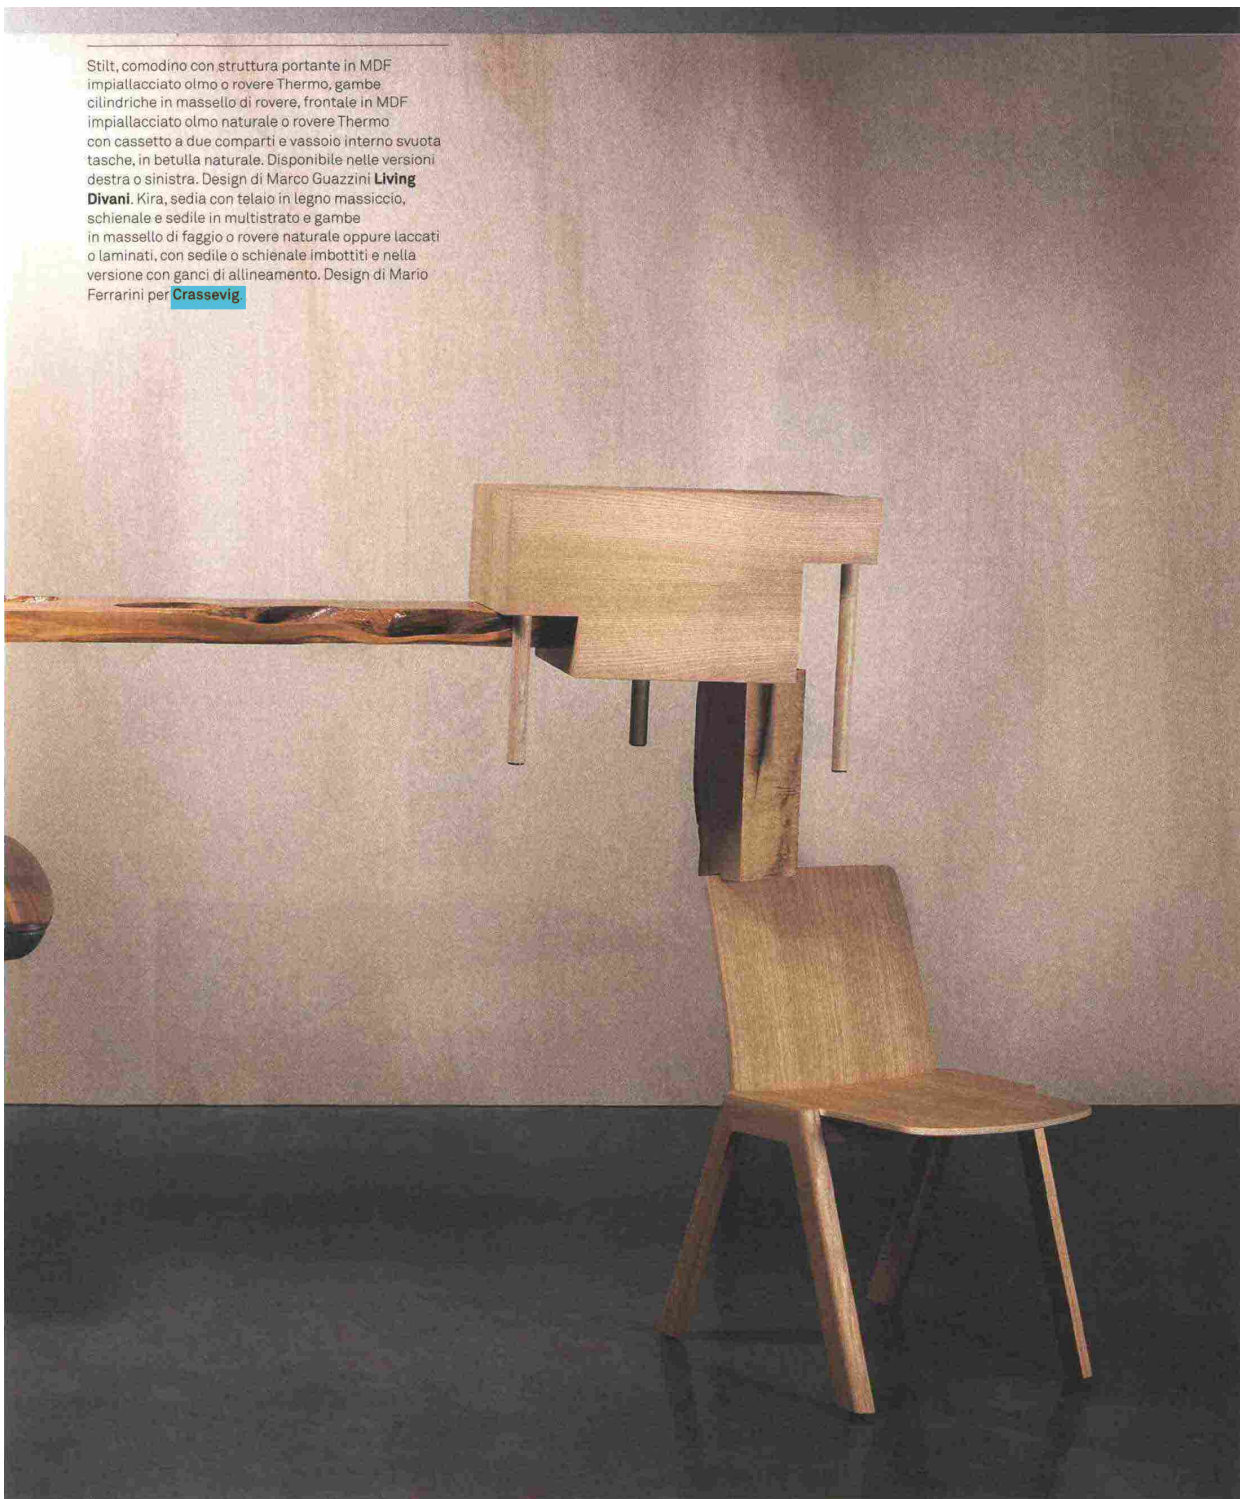 Stilt, comodino con struttura portante in MDF
impiallacciato olmo o rovere Thermo, gambe
cilindriche in massello di rovere, frontale in MDF
impiallacciato olmo naturale o rovere Thermo
con cassetto a due comparti e vassoio interno svuota
tasche, in betulla naturale. Disponibile nelle versioni
destra o sinistra. Design di Marco Guazzini Living
Divani. Kira, sedia con telaio in legno massiccio,
schienale e sedile in multistrato e gambe
in massello di faggio o rovere naturale oppure laccati
o laminati, con sedile o schienale imbottiti e nella
versione con ganci di allineamento. Design di Mario
Ferrarini per Crassevig.